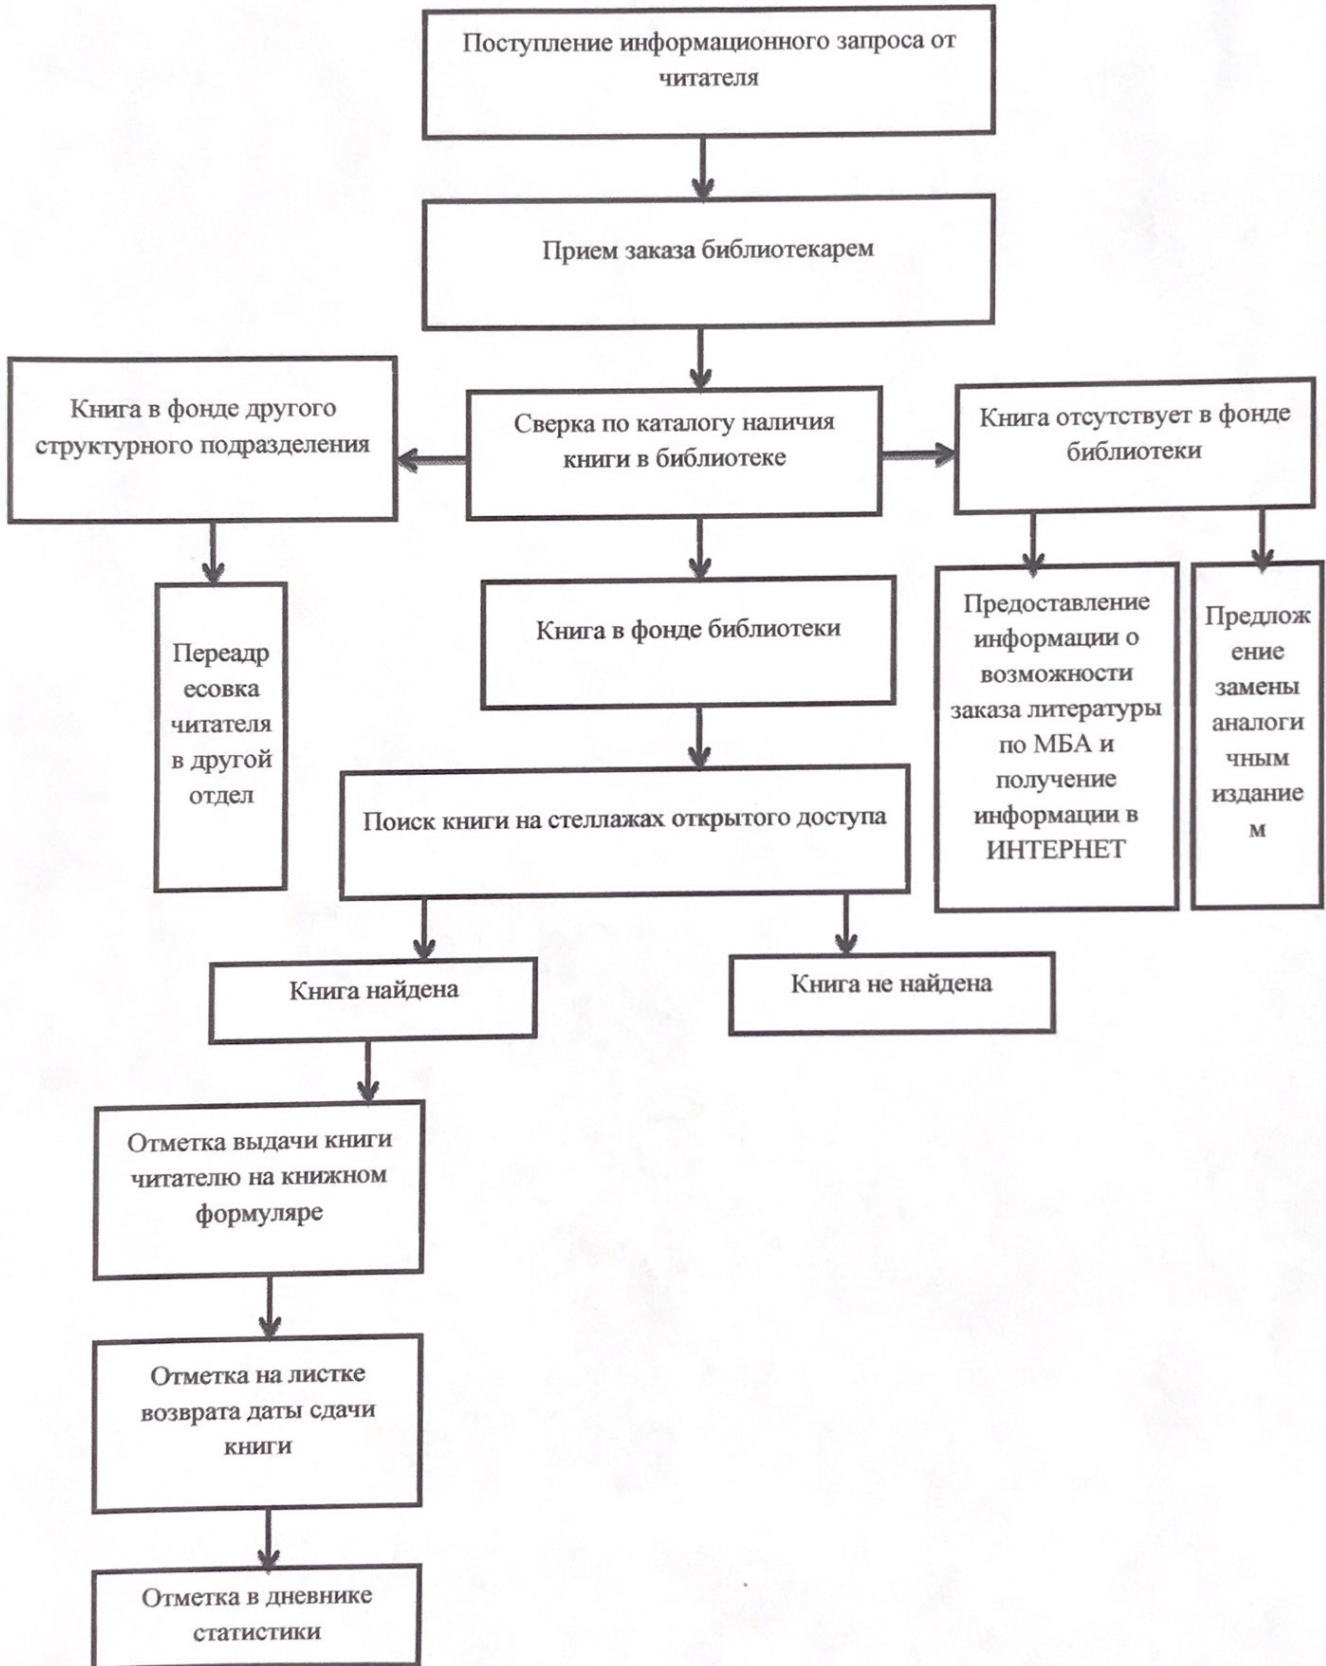 Поступление информационного запроса от
читателя
Прием заказа библиотекарем
Книга в фонде другого
структурного подразделения
Сверка по каталогу наличия
книги в библиотеке
Книга отсутствует в фонде
библиотеки
Переадр
есовка
читателя
в другой
отдел
Книга в фонде библиотеки
Предоставление
информации о
возможности
заказа литературы
по МБА и
получение
информации в
ИНТЕРНЕТ
Предлож
ение
замены
аналоги
чным
издание
м
Поиск книги на стеллажах открытого доступа
Книга найдена
Книга не найдена
Отметка выдачи книги
читателю на книжном
формуляре
Отметка на листке
возврата даты сдачи
книги
Отметка в дневнике
статистики